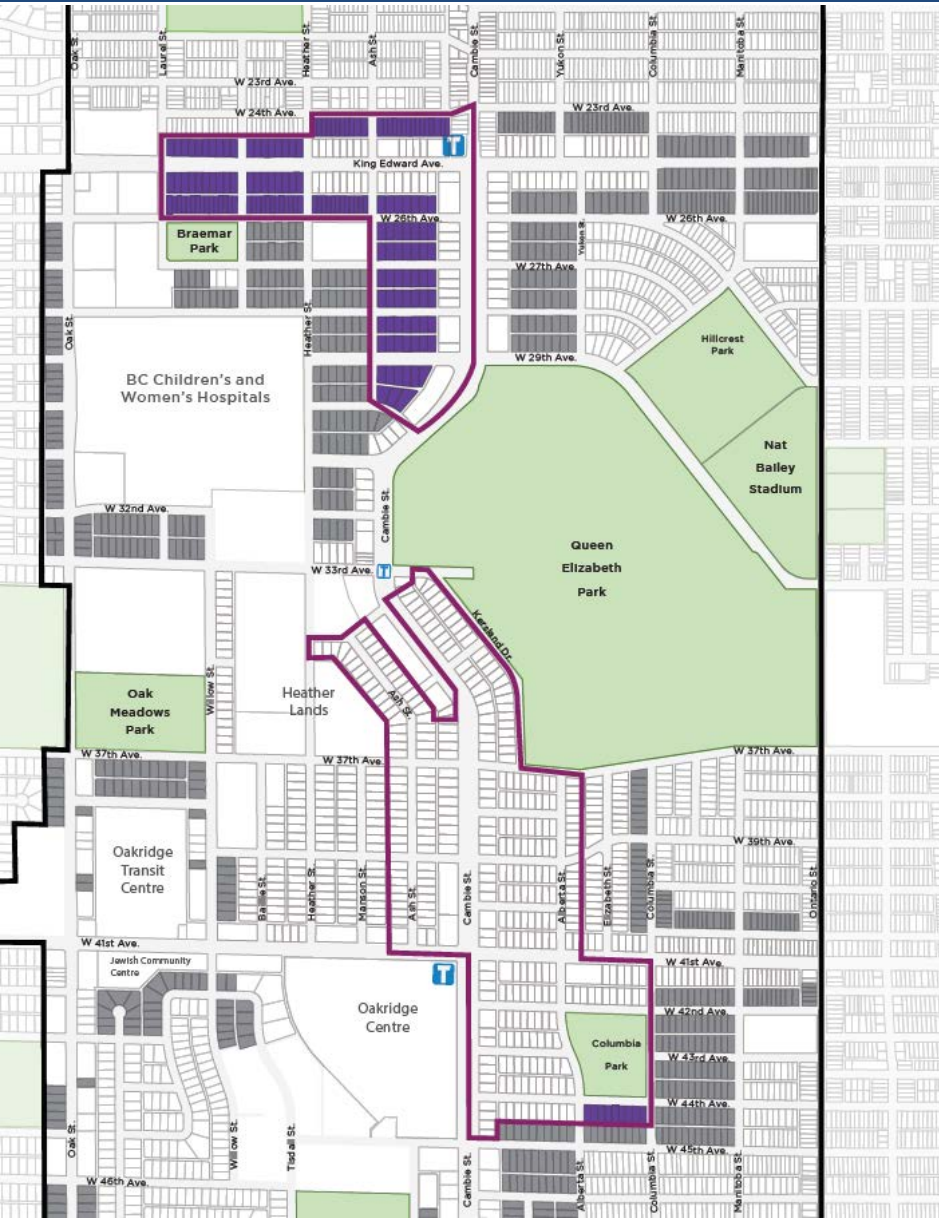 Oak St.
Laurel St.
Heather St.
Ash St.
Cambie St.
Yukon St.
Columbia St.
Manitoba St.
W 23rd Ave.
W 24th Ave.
W 23rd Ave.
T
King Edward Ave.
W 26th Ave.
W 26th Ave.
Braemar
Park
Yukon St.
W 27th Ave.
Oak St.
Heather St.
Hillcrest
Park
W 29th Ave.
BC Children's and
Women's Hospitals
Nat
Bailey
Stadium
W 32nd Ave.
Cambie St.
Queen
Elizabeth
Park
W 33rd Ave.
T
Kersland Dr.
Willow St.
Oak
Meadows
Park
Heather
Lands
Ash St.
W 37th Ave.
W 37th Ave.
W 37th Ave.
W 39th Ave.
Oakridge
Transit
Centre
Baillie St.
Heather St.
Manson St.
Ash St.
Cambie St.
Alberta St.
Elizabeth St.
Columbia St.
Ontario St.
W 41st Ave.
W 41st Ave.
Jewish Community
Centre
T
Oakridge
Centre
W 42nd Ave.
Columbia
Park
W 43rd Ave.
W 44th Ave.
Oak St.
Willow St.
Tisdall St.
W 45th Ave.
W 46th Ave.
Cambie St.
Alberta St.
Columbia St.
Manitoba St.